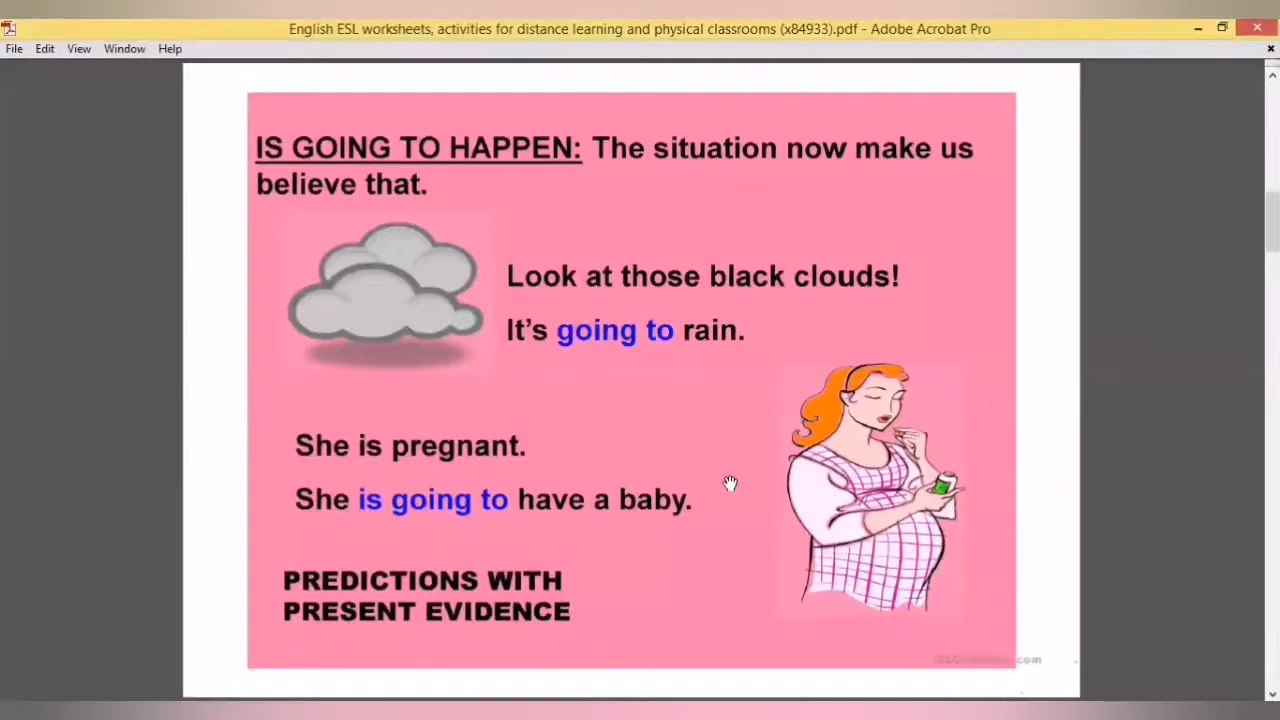 English ESL worksheets, activities for distance learning and physical classrooms (x84933).pdf - Adobe Acrobat Pro
File Edit View Window Help
IS GOING TO HAPPEN: The situation now make us
believe that.
Look at those black clouds!
It's going to rain.
She is pregnant.
She is going to have a baby.
PREDICTIONS WITH
PRESENT EVIDENCE